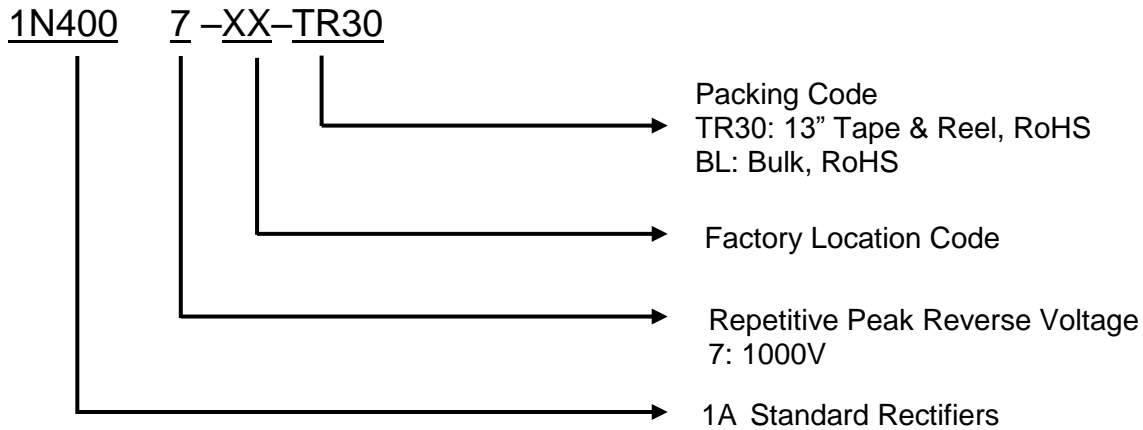 1N400 7 –XX–TR30
Packing Code
TR30: 13” Tape & Reel, RoHS
BL: Bulk, RoHS
Factory Location Code
Repetitive Peak Reverse Voltage
7: 1000V
1A Standard Rectifiers